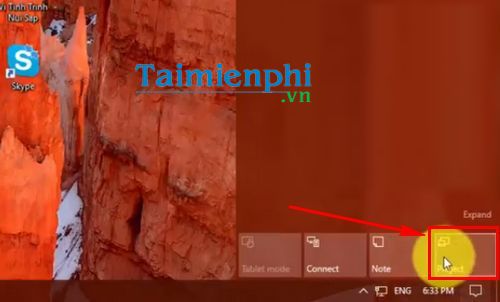 Vi Tinh Trinh
Núi Sập
Skype
Taimienphi
.vn
Expand
Tablet mode
Connect
Note
Project
ENG
6:33 PM